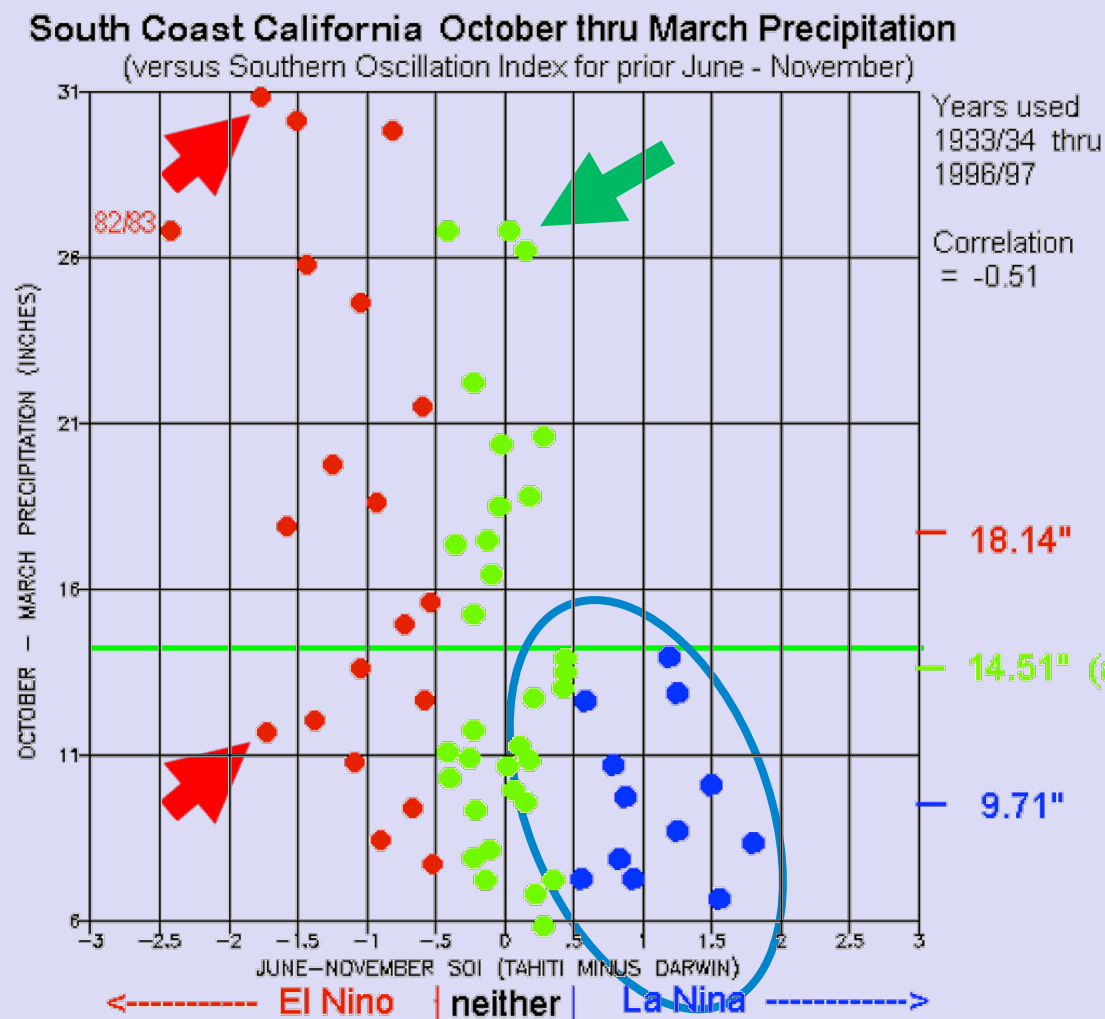 South Coast California October thru March Precipitation
(versus Southern Oscillation Index for prior June - November)
Years used
1933/34 thru
1996/97
Correlation
= -0.51
OCTOBER – MARCH PRECIPITATION (INCHES)
31
26
21
16
11
6
82/83
18.14"
14.51"
9.71"
-3 -2.5 -2 -1.5 -1 -.5 0 .5 1 1.5 2 2.5 3
JUNE-NOVEMBER SOI (TAHITI MINUS DARWIN)
<----------- El Nino | neither | La Nina ------------>